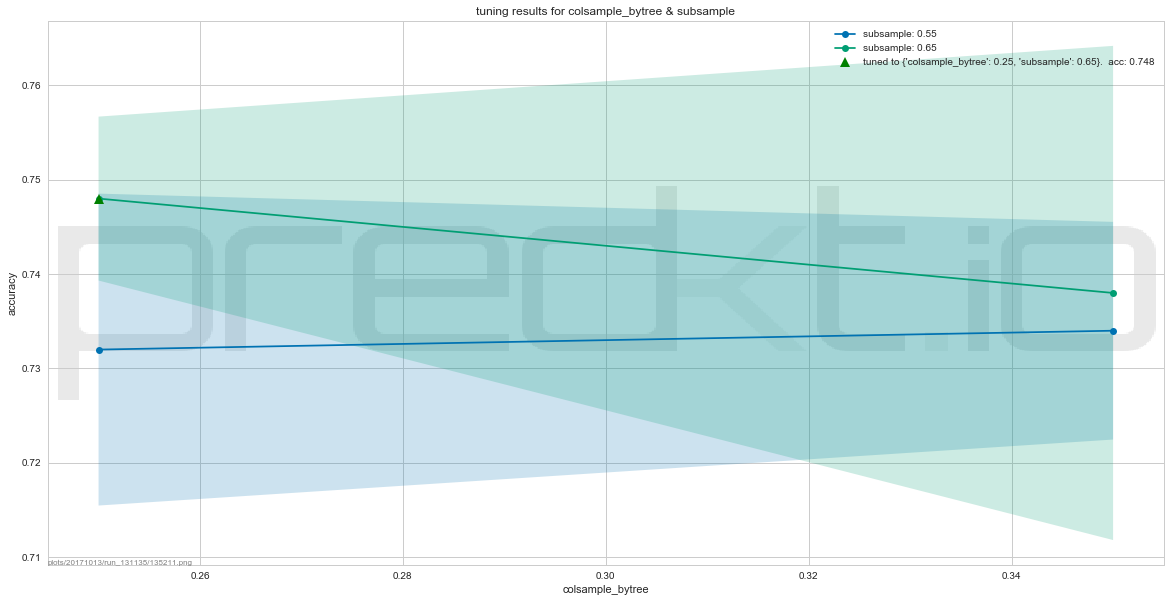 tuning results for colsample_bytree & subsample
subsample: 0.55
subsample: 0.65
tuned to {'colsample_bytree': 0.25, 'subsample': 0.65}.  acc: 0.748
accuracy
0.76
0.75
0.74
0.73
0.72
0.71
predkt.io
plots/20171013/run_131135/135211.png
0.26 0.28 0.30 0.32 0.34
colsample_bytree